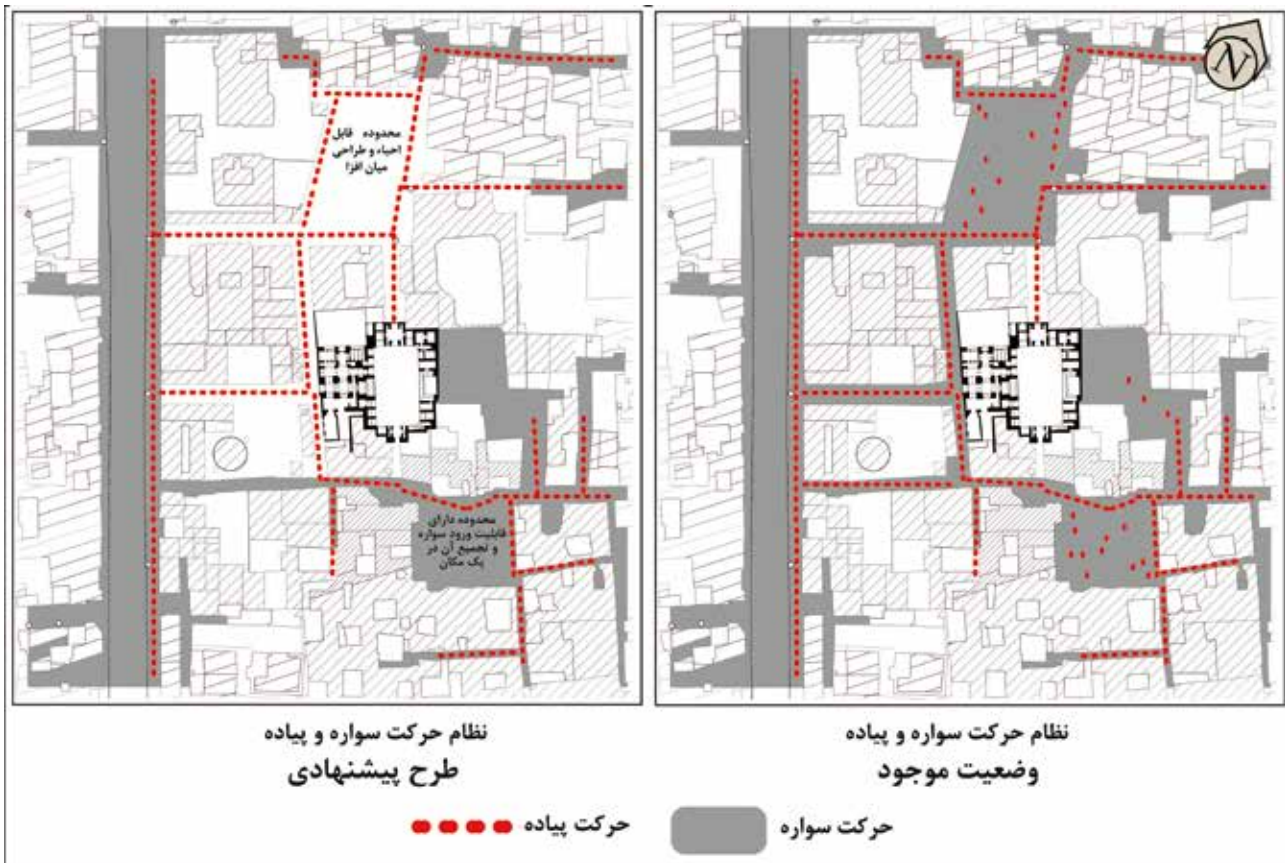 محدوده قابل
احیاء و طراحی
میان افزا
محدوده دارای
قابلیت ورود سواره
و تجمیع آن در
یک مکان
N
نظام حرکت سواره و پیاده
وضعیت موجود
نظام حرکت سواره و پیاده
طرح پیشنهادی
حرکت سواره
حرکت پیاده